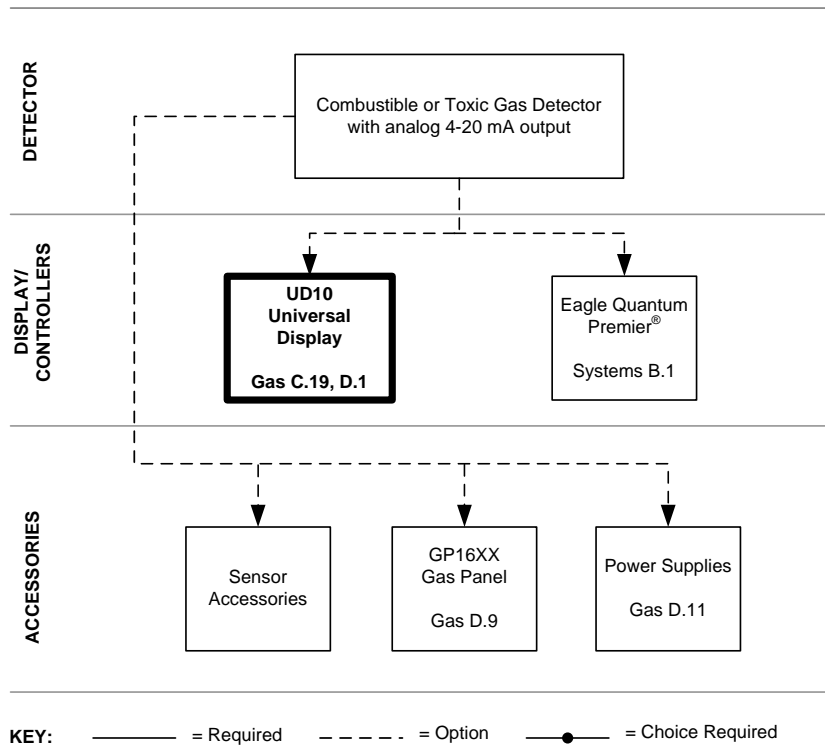 DETECTOR
Combustible or Toxic Gas Detector
with analog 4-20 mA output
DISPLAY/
CONTROLLERS
UD10
Universal
Display
Gas C.19, D.1
Eagle Quantum
Premier®
Systems B.1
ACCESSORIES
Sensor
Accessories
GP16XX
Gas Panel
Gas D.9
Power Supplies
Gas D.11
KEY: = Required = Option = Choice Required